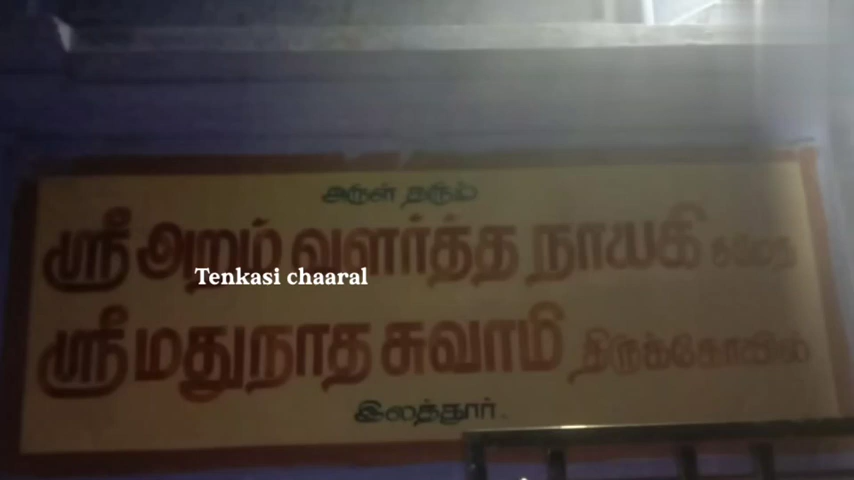 அருள் தரும்
ஸ்ரீ அறம் வளர்த்த நாயகி சமேத
Tenkasi chaaral
ஸ்ரீ மதுநாத சுவாமி திருக்கோயில்
இலத்தூர்.